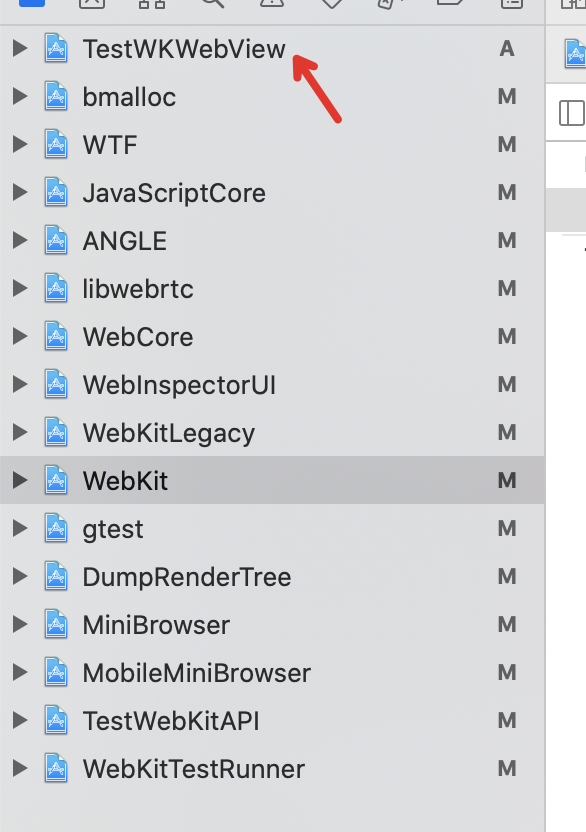 TestWKWebView A
bmalloc M
WTF M
JavaScriptCore M
ANGLE M
libwebrtc M
WebCore M
WebInspectorUI M
WebKitLegacy M
WebKit M
gtest M
DumpRenderTree M
MiniBrowser M
MobileMiniBrowser M
TestWebKitAPI M
WebKitTestRunner M